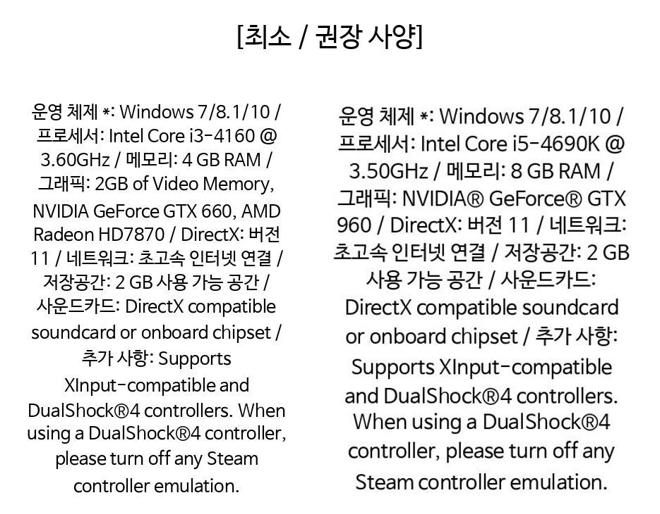 [최소 / 권장 사양]
운영 체제 *: Windows 7/8.1/10 /
프로세서: Intel Core i3-4160 @
3.60GHz / 메모리: 4 GB RAM /
그래픽: 2GB of Video Memory,
NVIDIA GeForce GTX 660, AMD
Radeon HD7870 / DirectX: 버전
11 / 네트워크: 초고속 인터넷 연결 /
저장공간: 2 GB 사용 가능 공간 /
사운드카드: DirectX compatible
soundcard or onboard chipset /
추가 사항: Supports
XInput-compatible and
DualShock®4 controllers. When
using a DualShock®4 controller,
please turn off any Steam
controller emulation.
운영 체제 *: Windows 7/8.1/10 /
프로세서: Intel Core i5-4690K @
3.50GHz / 메모리: 8 GB RAM /
그래픽: NVIDIA® GeForce® GTX
960 / DirectX: 버전 11 / 네트워크:
초고속 인터넷 연결 / 저장공간: 2 GB
사용 가능 공간 / 사운드카드:
DirectX compatible soundcard
or onboard chipset / 추가 사항:
Supports XInput-compatible
and DualShock®4 controllers.
When using a DualShock®4
controller, please turn off any
Steam controller emulation.